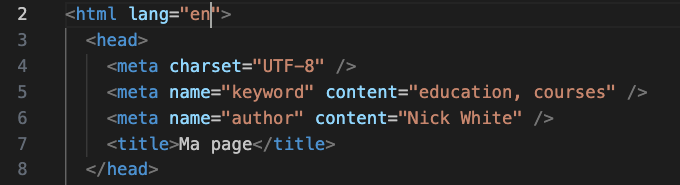 2 <html lang="en">
3 <head>
4 <meta charset="UTF-8" />
5 <meta name="keyword" content="education, courses" />
6 <meta name="author" content="Nick White" />
7 <title>Ma page</title>
8 </head>